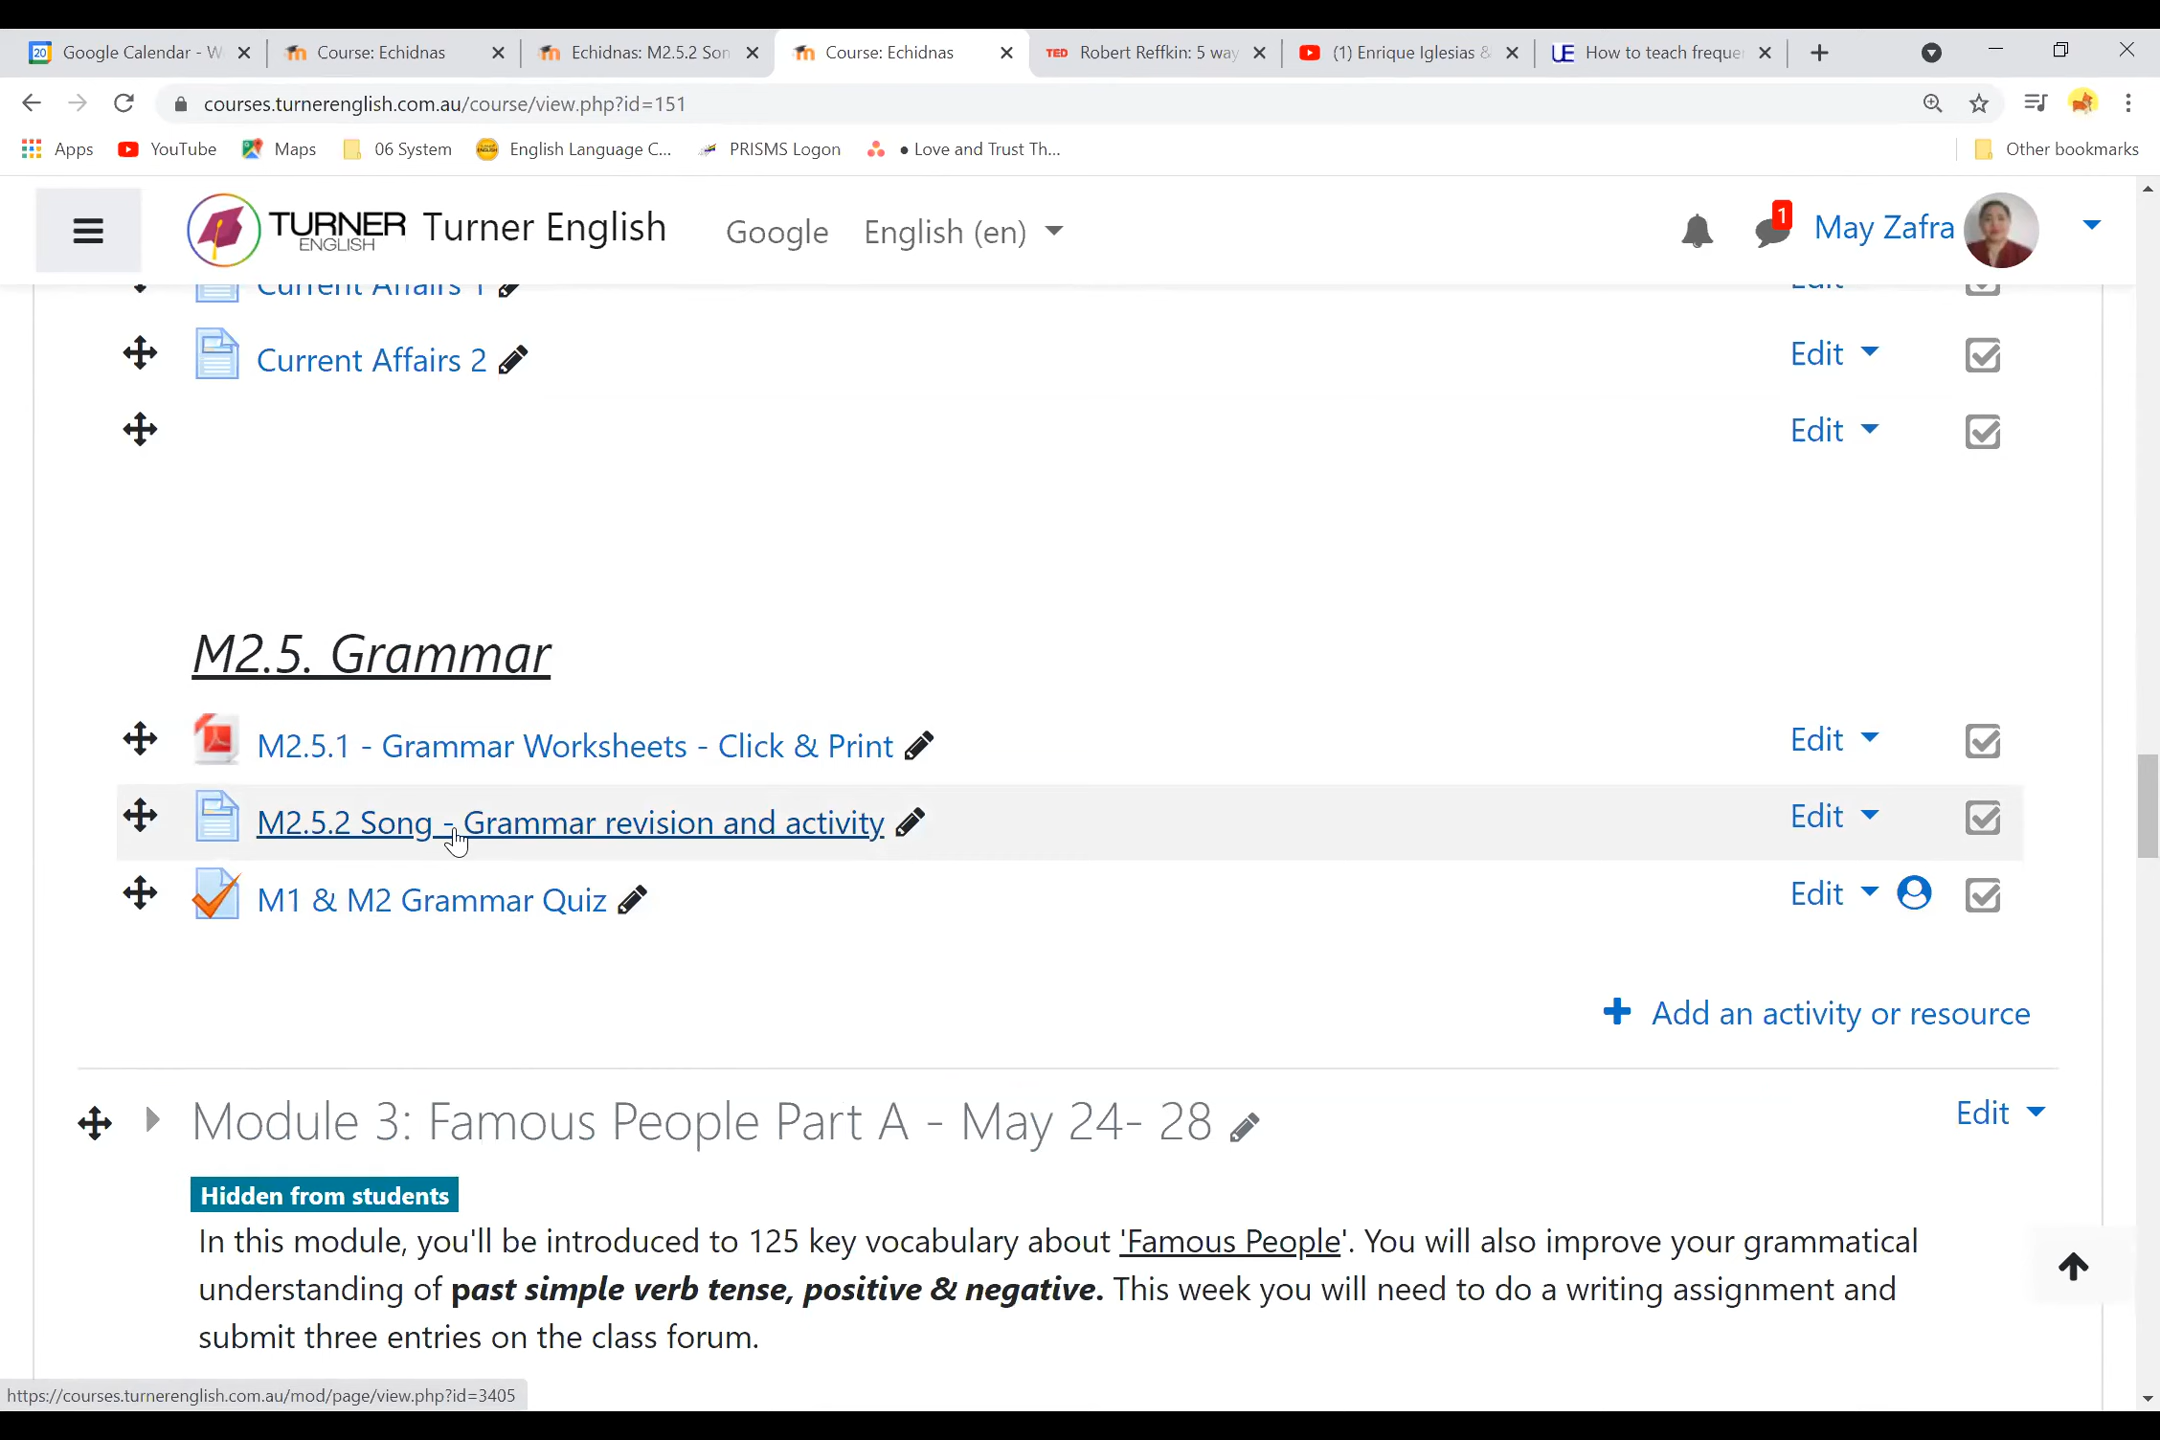 Google Calendar - W
Course: Echidnas
Echidnas: M2.5.2 Son
Course: Echidnas
TED Robert Reffkin: 5 way
(1) Enrique Iglesias &
UE How to teach freque
courses.turnerenglish.com.au/course/view.php?id=151
Apps
YouTube
Maps
06 System
English Language C...
PRISMS Logon
● Love and Trust Th...
Other bookmarks
TURNER
ENGLISH
Turner English
Google
English (en)
1
May Zafra
Current Affairs 1
Edit
Current Affairs 2
Edit
Edit
M2.5. Grammar
M2.5.1 - Grammar Worksheets - Click & Print
Edit
M2.5.2 Song - Grammar revision and activity
Edit
M1 & M2 Grammar Quiz
Edit
Add an activity or resource
Module 3: Famous People Part A - May 24- 28
Edit
Hidden from students
In this module, you'll be introduced to 125 key vocabulary about 'Famous People'. You will also improve your grammatical
understanding of past simple verb tense, positive & negative. This week you will need to do a writing assignment and
submit three entries on the class forum.
https://courses.turnerenglish.com.au/mod/page/view.php?id=3405